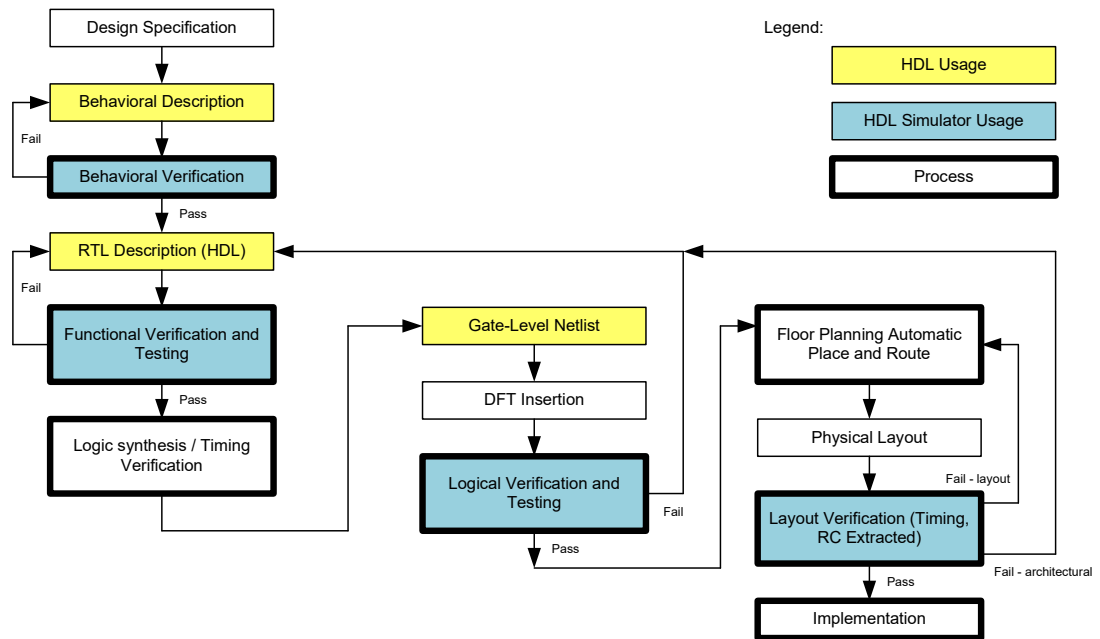 Design Specification
Legend:
HDL Usage
Behavioral Description
HDL Simulator Usage
Fail
Behavioral Verification
Process
Pass
RTL Description (HDL)
Fail
Functional Verification and
Testing
Pass
Logic synthesis / Timing
Verification
Gate-Level Netlist
DFT Insertion
Logical Verification and
Testing
Fail
Pass
Floor Planning Automatic
Place and Route
Physical Layout
Fail - layout
Layout Verification (Timing,
RC Extracted)
Fail - architectural
Pass
Implementation